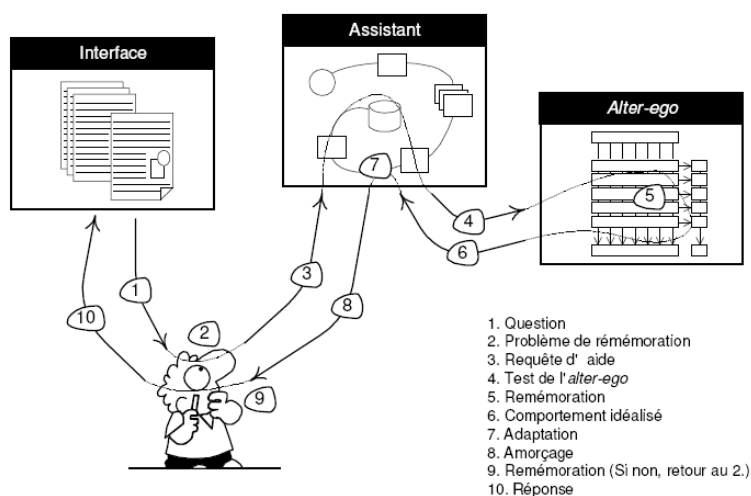 Interface
Assistant
Alter-ego
1
2
3
4
5
6
7
8
9
10
1. Question
2. Problème de rémémoration
3. Requête d' aide
4. Test de l'alter-ego
5. Remémoration
6. Comportement idéalisé
7. Adaptation
8. Amorçage
9. Remémoration (Si non, retour au 2.)
10. Réponse